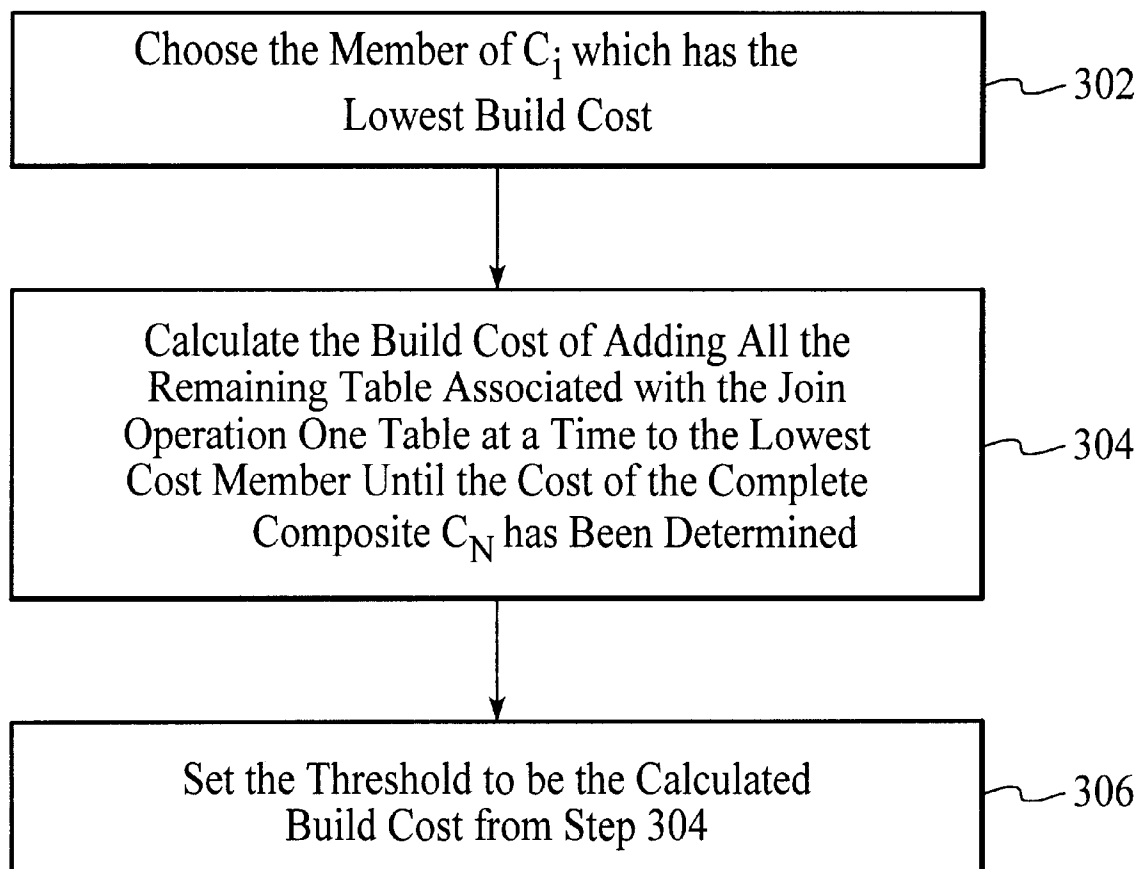 Choose the Member of Ci which has the
Lowest Build Cost
302
Calculate the Build Cost of Adding All the
Remaining Table Associated with the Join
Operation One Table at a Time to the Lowest
Cost Member Until the Cost of the Complete
Composite CN has Been Determined
304
Set the Threshold to be the Calculated
Build Cost from Step 304
306